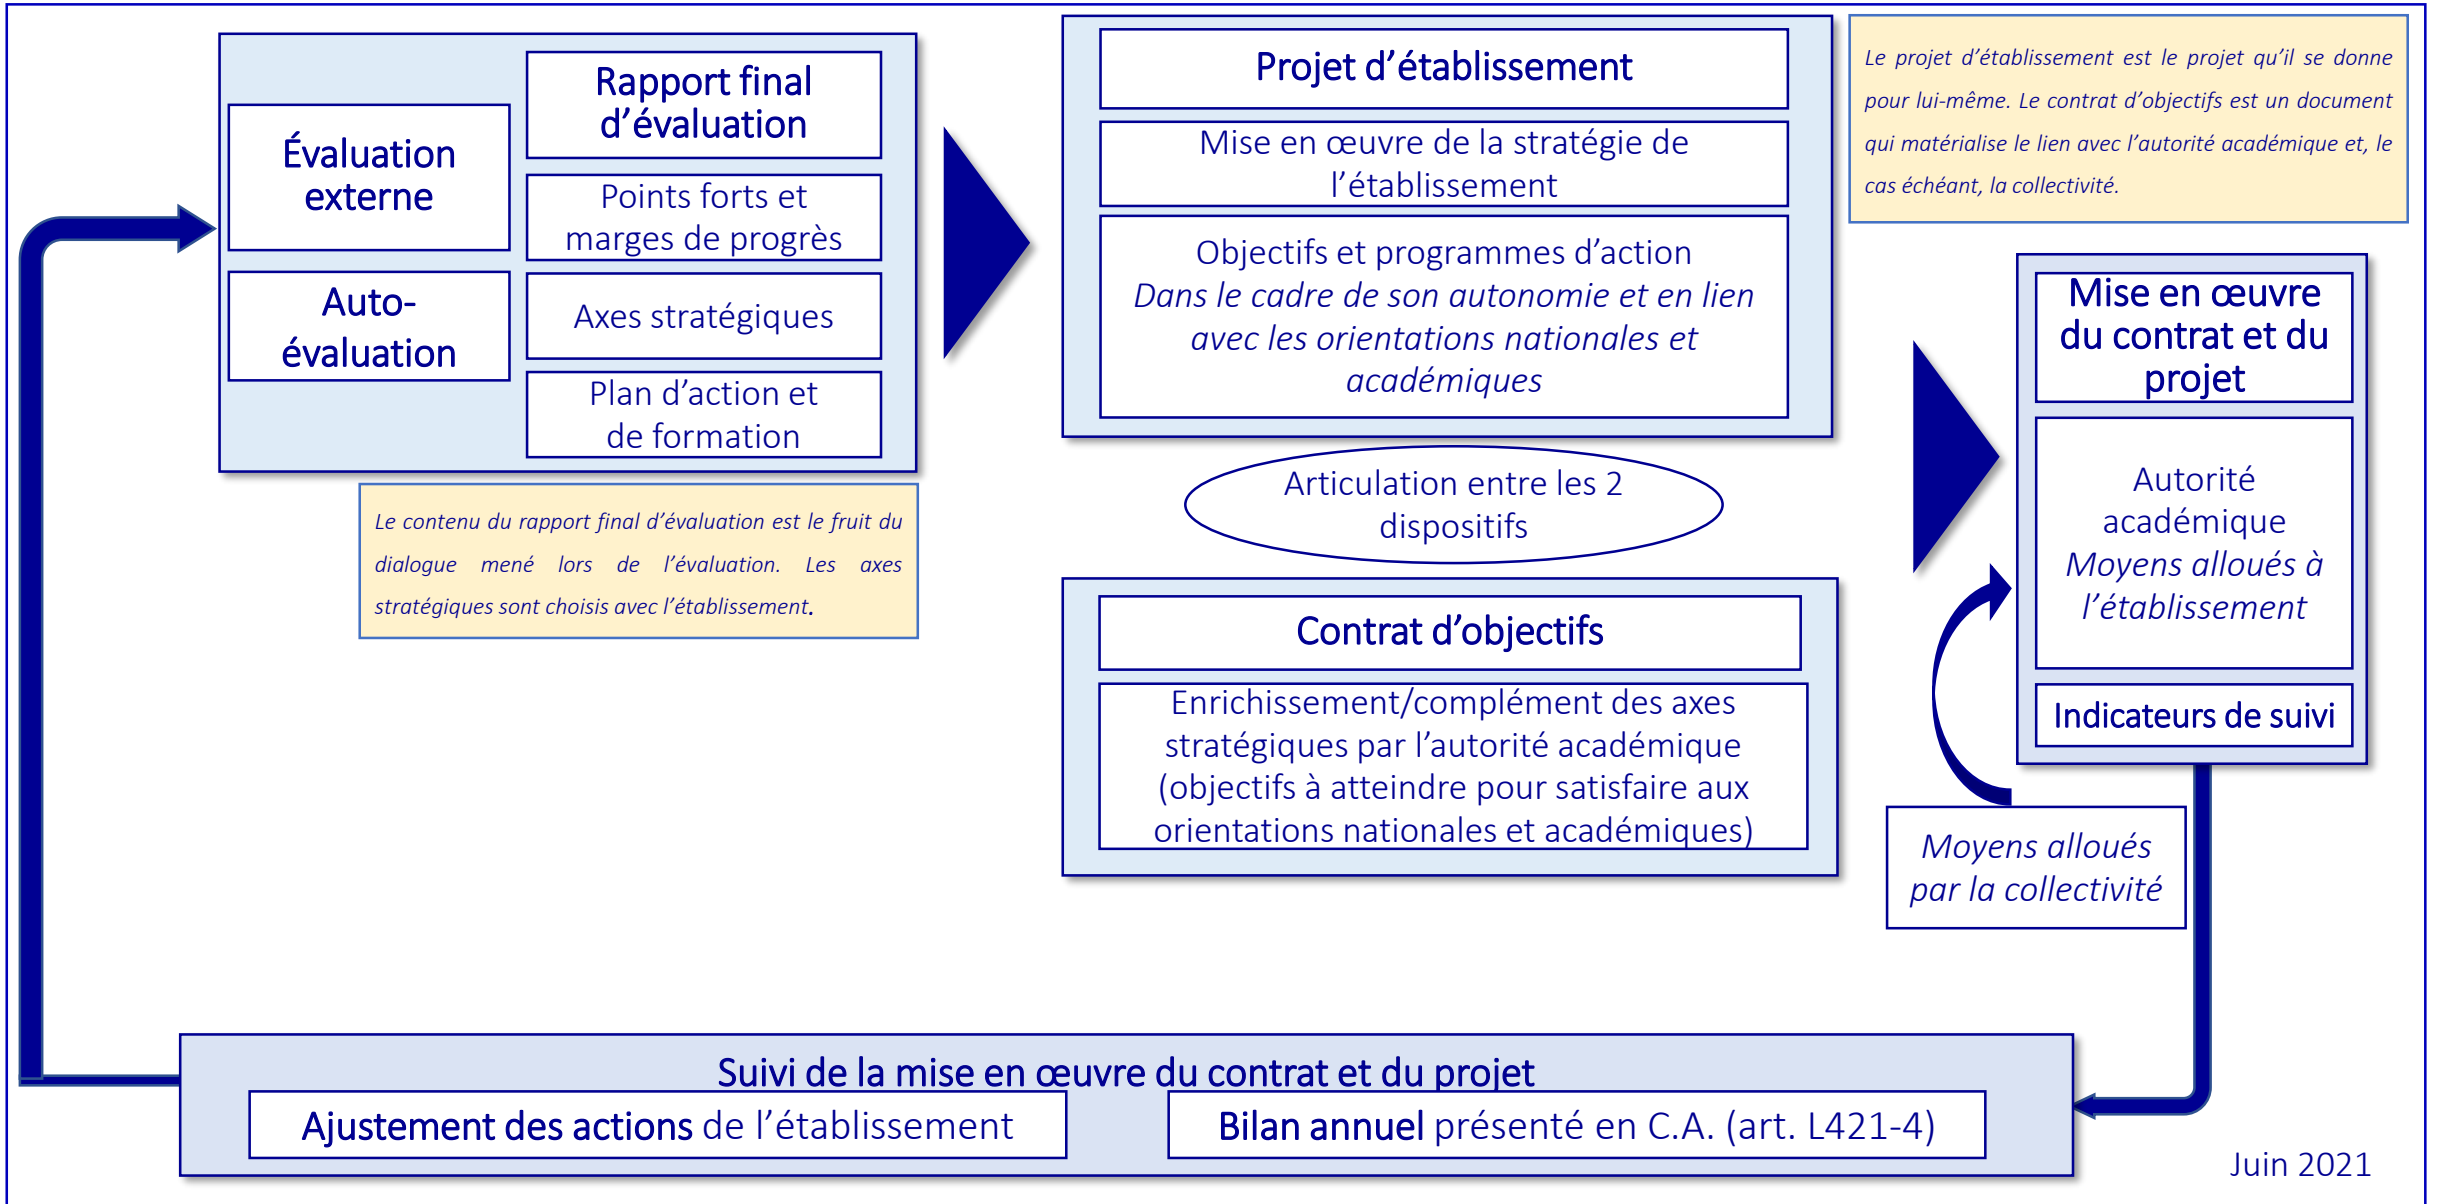 Évaluation
externe
Auto-
évaluation
Rapport final
d’évaluation
Points forts et
marges de progrès
Axes stratégiques
Plan d’action et
de formation
Le contenu du rapport final d’évaluation est le fruit du
dialogue mené lors de l’évaluation. Les axes
stratégiques sont choisis avec l’établissement.
Projet d’établissement
Mise en œuvre de la stratégie de
l’établissement
Objectifs et programmes d’action
Dans le cadre de son autonomie et en lien
avec les orientations nationales et
académiques
Articulation entre les 2
dispositifs
Contrat d’objectifs
Enrichissement/complément des axes
stratégiques par l’autorité académique
(objectifs à atteindre pour satisfaire aux
orientations nationales et académiques)
Le projet d’établissement est le projet qu’il se donne
pour lui-même. Le contrat d’objectifs est un document
qui matérialise le lien avec l’autorité académique et, le
cas échéant, la collectivité.
Mise en œuvre
du contrat et du
projet
Autorité
académique
Moyens alloués à
l’établissement
Indicateurs de suivi
Moyens alloués
par la collectivité
Suivi de la mise en œuvre du contrat et du projet
Ajustement des actions de l’établissement
Bilan annuel présenté en C.A. (art. L421-4)
Juin 2021